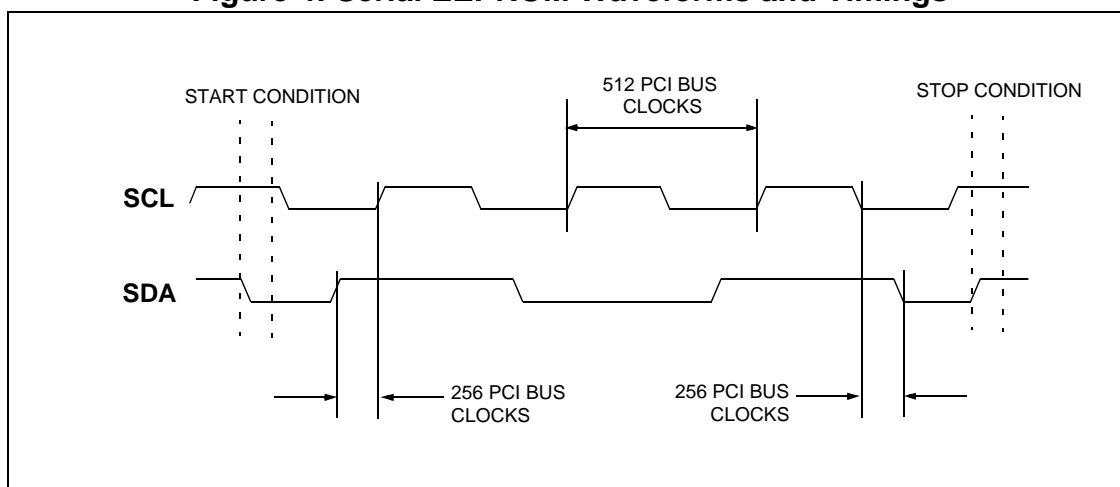 START CONDITION
512 PCI BUS
CLOCKS
STOP CONDITION
SCL
SDA
256 PCI BUS
CLOCKS
256 PCI BUS
CLOCKS